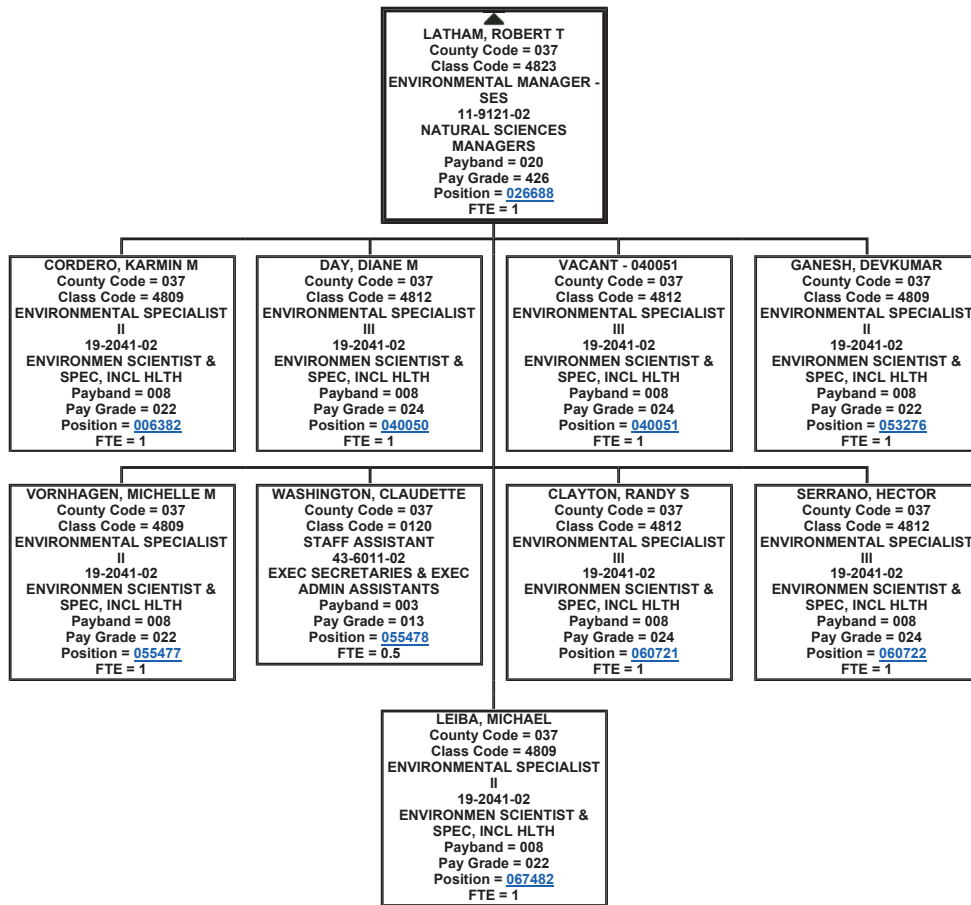 LATHAM, ROBERT T
County Code = 037
Class Code = 4823
ENVIRONMENTAL MANAGER -
SES
11-9121-02
NATURAL SCIENCES
MANAGERS
Payband = 020
Pay Grade = 426
Position = 026688
FTE = 1
CORDERO, KARMIN M
County Code = 037
Class Code = 4809
ENVIRONMENTAL SPECIALIST
II
19-2041-02
ENVIRONMEN SCIENTIST &
SPEC, INCL HLTH
Payband = 008
Pay Grade = 022
Position = 006382
FTE = 1
DAY, DIANE M
County Code = 037
Class Code = 4812
ENVIRONMENTAL SPECIALIST
III
19-2041-02
ENVIRONMEN SCIENTIST &
SPEC, INCL HLTH
Payband = 008
Pay Grade = 024
Position = 040050
FTE = 1
VACANT - 040051
County Code = 037
Class Code = 4812
ENVIRONMENTAL SPECIALIST
III
19-2041-02
ENVIRONMEN SCIENTIST &
SPEC, INCL HLTH
Payband = 008
Pay Grade = 024
Position = 040051
FTE = 1
GANESH, DEVKUMAR
County Code = 037
Class Code = 4809
ENVIRONMENTAL SPECIALIST
II
19-2041-02
ENVIRONMEN SCIENTIST &
SPEC, INCL HLTH
Payband = 008
Pay Grade = 022
Position = 053276
FTE = 1
VORNHAGEN, MICHELLE M
County Code = 037
Class Code = 4809
ENVIRONMENTAL SPECIALIST
II
19-2041-02
ENVIRONMEN SCIENTIST &
SPEC, INCL HLTH
Payband = 008
Pay Grade = 022
Position = 055477
FTE = 1
WASHINGTON, CLAUDETTE
County Code = 037
Class Code = 0120
STAFF ASSISTANT
43-6011-02
EXEC SECRETARIES & EXEC
ADMIN ASSISTANTS
Payband = 003
Pay Grade = 013
Position = 055478
FTE = 0.5
CLAYTON, RANDY S
County Code = 037
Class Code = 4812
ENVIRONMENTAL SPECIALIST
III
19-2041-02
ENVIRONMEN SCIENTIST &
SPEC, INCL HLTH
Payband = 008
Pay Grade = 024
Position = 060721
FTE = 1
SERRANO, HECTOR
County Code = 037
Class Code = 4812
ENVIRONMENTAL SPECIALIST
III
19-2041-02
ENVIRONMEN SCIENTIST &
SPEC, INCL HLTH
Payband = 008
Pay Grade = 024
Position = 060722
FTE = 1
LEIBA, MICHAEL
County Code = 037
Class Code = 4809
ENVIRONMENTAL SPECIALIST
II
19-2041-02
ENVIRONMEN SCIENTIST &
SPEC, INCL HLTH
Payband = 008
Pay Grade = 022
Position = 067482
FTE = 1